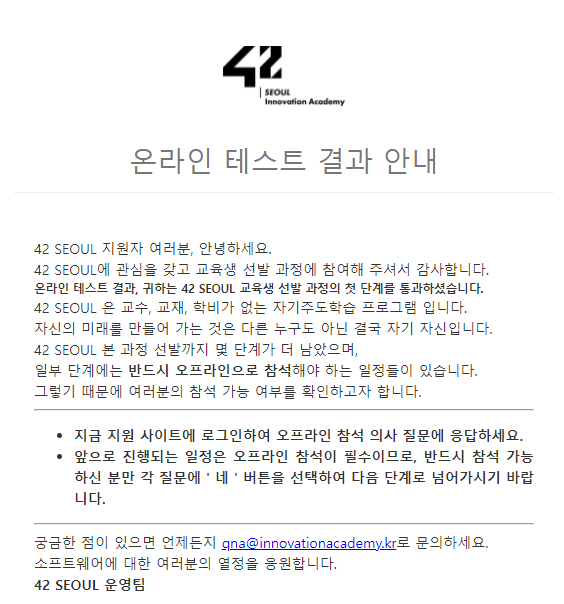 42
SEOUL
Innovation Academy
온라인 테스트 결과 안내
42 SEOUL 지원자 여러분, 안녕하세요.
42 SEOUL에 관심을 갖고 교육생 선발 과정에 참여해 주셔서 감사합니다.
온라인 테스트 결과, 귀하는 42 SEOUL 교육생 선발 과정의 첫 단계를 통과하셨습니다.
42 SEOUL 은 교수, 교재, 학비가 없는 자기주도학습 프로그램 입니다.
자신의 미래를 만들어 가는 것은 다른 누구도 아닌 결국 자기 자신입니다.
42 SEOUL 본 과정 선발까지 몇 단계가 더 남았으며,
일부 단계에는 반드시 오프라인으로 참석해야 하는 일정들이 있습니다.
그렇기 때문에 여러분의 참석 가능 여부를 확인하고자 합니다.
• 지금 지원 사이트에 로그인하여 오프라인 참석 의사 질문에 응답하세요.
• 앞으로 진행되는 일정은 오프라인 참석이 필수이므로, 반드시 참석 가능
하신 분만 각 질문에 ' 네 ' 버튼을 선택하여 다음 단계로 넘어가시기 바랍
니다.
궁금한 점이 있으면 언제든지 qna@innovationacademy.kr로 문의하세요.
소프트웨어에 대한 여러분의 열정을 응원합니다.
42 SEOUL 운영팀